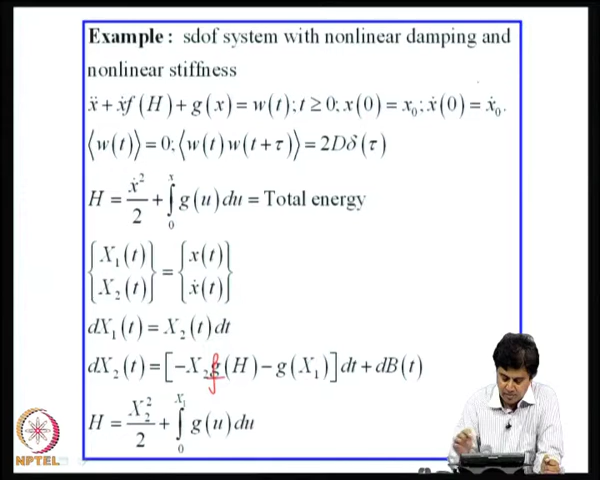 Example : sdof system with nonlinear damping and
nonlinear stiffness
ẍ + ẋf(H) + g(x) = w(t); t ≥ 0; x(0) = x₀; ẋ(0) = ẋ₀.
⟨w(t)⟩ = 0; ⟨w(t)w(t+τ)⟩ = 2Dδ(τ)
H = ẋ²/2 + ∫₀ˣ g(u)du = Total energy
{X₁(t) X₂(t)} = {x(t) ẋ(t)}
dX₁(t) = X₂(t)dt
dX₂(t) = [−X₂g(H) − g(X₁)]dt + dB(t)
f
H = X₂²/2 + ∫₀^X₁ g(u)du
NPTEL